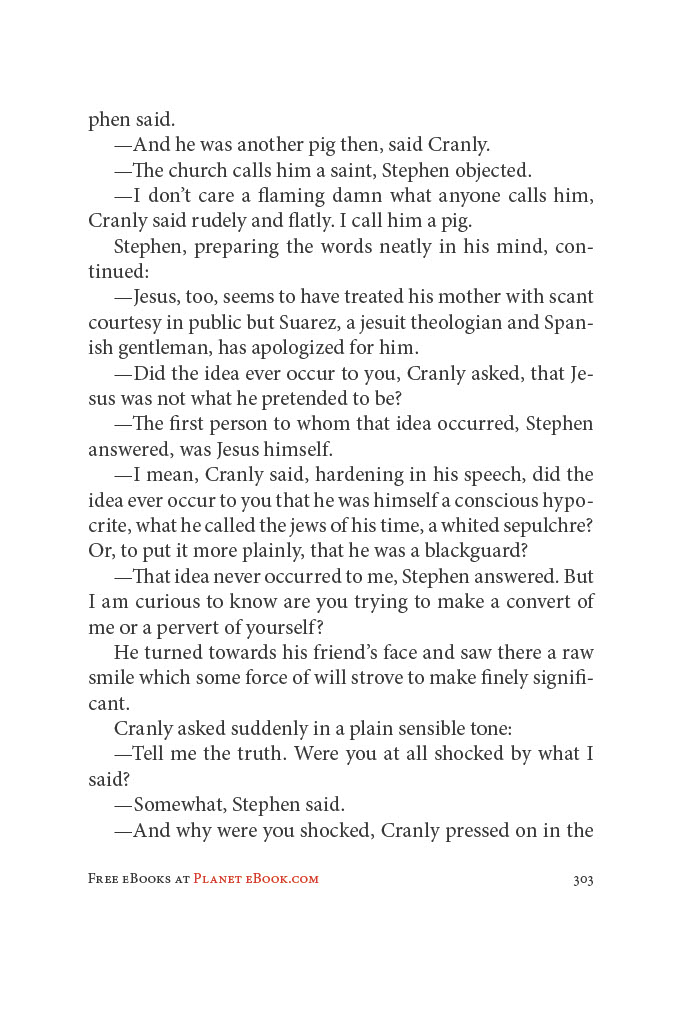 phen said.
—And he was another pig then, said Cranly.
—The church calls him a saint, Stephen objected.
—I don’t care a flaming damn what anyone calls him,
Cranly said rudely and flatly. I call him a pig.
Stephen, preparing the words neatly in his mind, con-
tinued:
—Jesus, too, seems to have treated his mother with scant
courtesy in public but Suarez, a jesuit theologian and Span-
ish gentleman, has apologized for him.
—Did the idea ever occur to you, Cranly asked, that Je-
sus was not what he pretended to be?
—The first person to whom that idea occurred, Stephen
answered, was Jesus himself.
—I mean, Cranly said, hardening in his speech, did the
idea ever occur to you that he was himself a conscious hypo-
crite, what he called the jews of his time, a whited sepulchre?
Or, to put it more plainly, that he was a blackguard?
—That idea never occurred to me, Stephen answered. But
I am curious to know are you trying to make a convert of
me or a pervert of yourself?
He turned towards his friend’s face and saw there a raw
smile which some force of will strove to make finely signifi-
cant.
Cranly asked suddenly in a plain sensible tone:
—Tell me the truth. Were you at all shocked by what I
said?
—Somewhat, Stephen said.
—And why were you shocked, Cranly pressed on in the
Free eBooks at Planet eBook.com 303